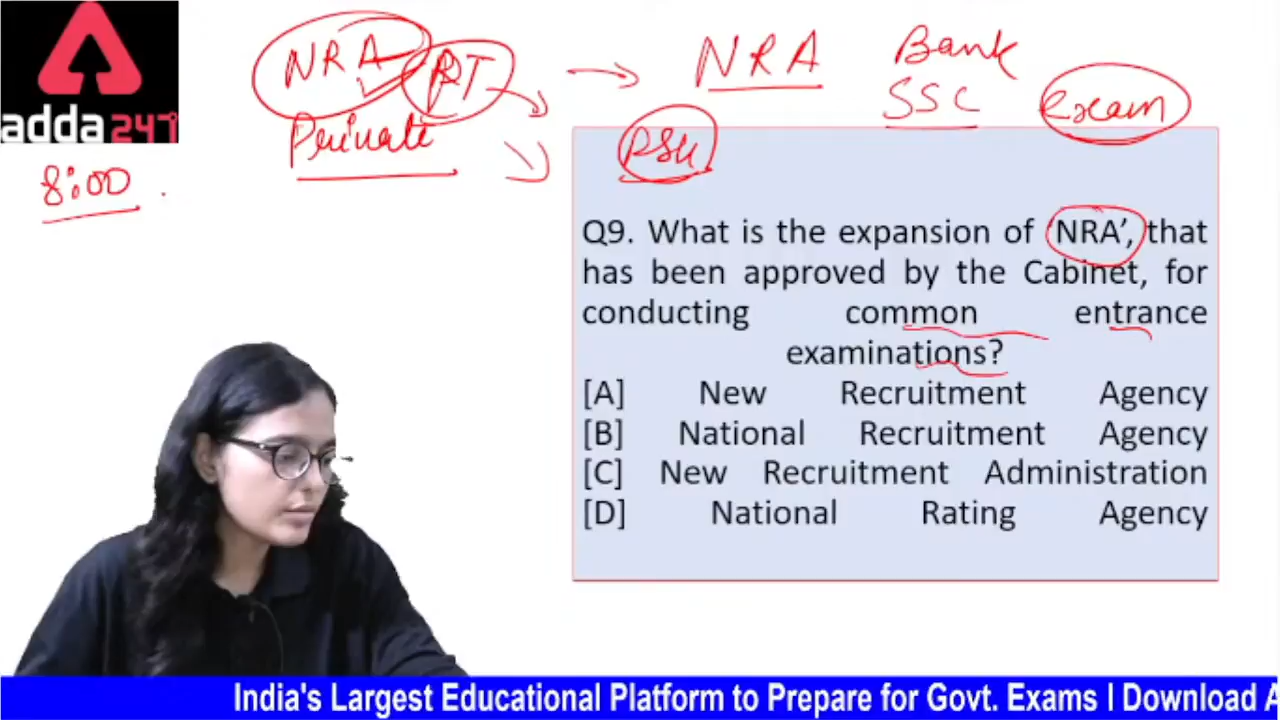 NRA PT → NRA Bank
SSC Exam
adda247
Private PSU
8:00
Q9. What is the expansion of ‘NRA’, that
has been approved by the Cabinet, for
conducting common entrance
examinations?
[A] New Recruitment Agency
[B] National Recruitment Agency
[C] New Recruitment Administration
[D] National Rating Agency
India's Largest Educational Platform to Prepare for Govt. Exams I Download A